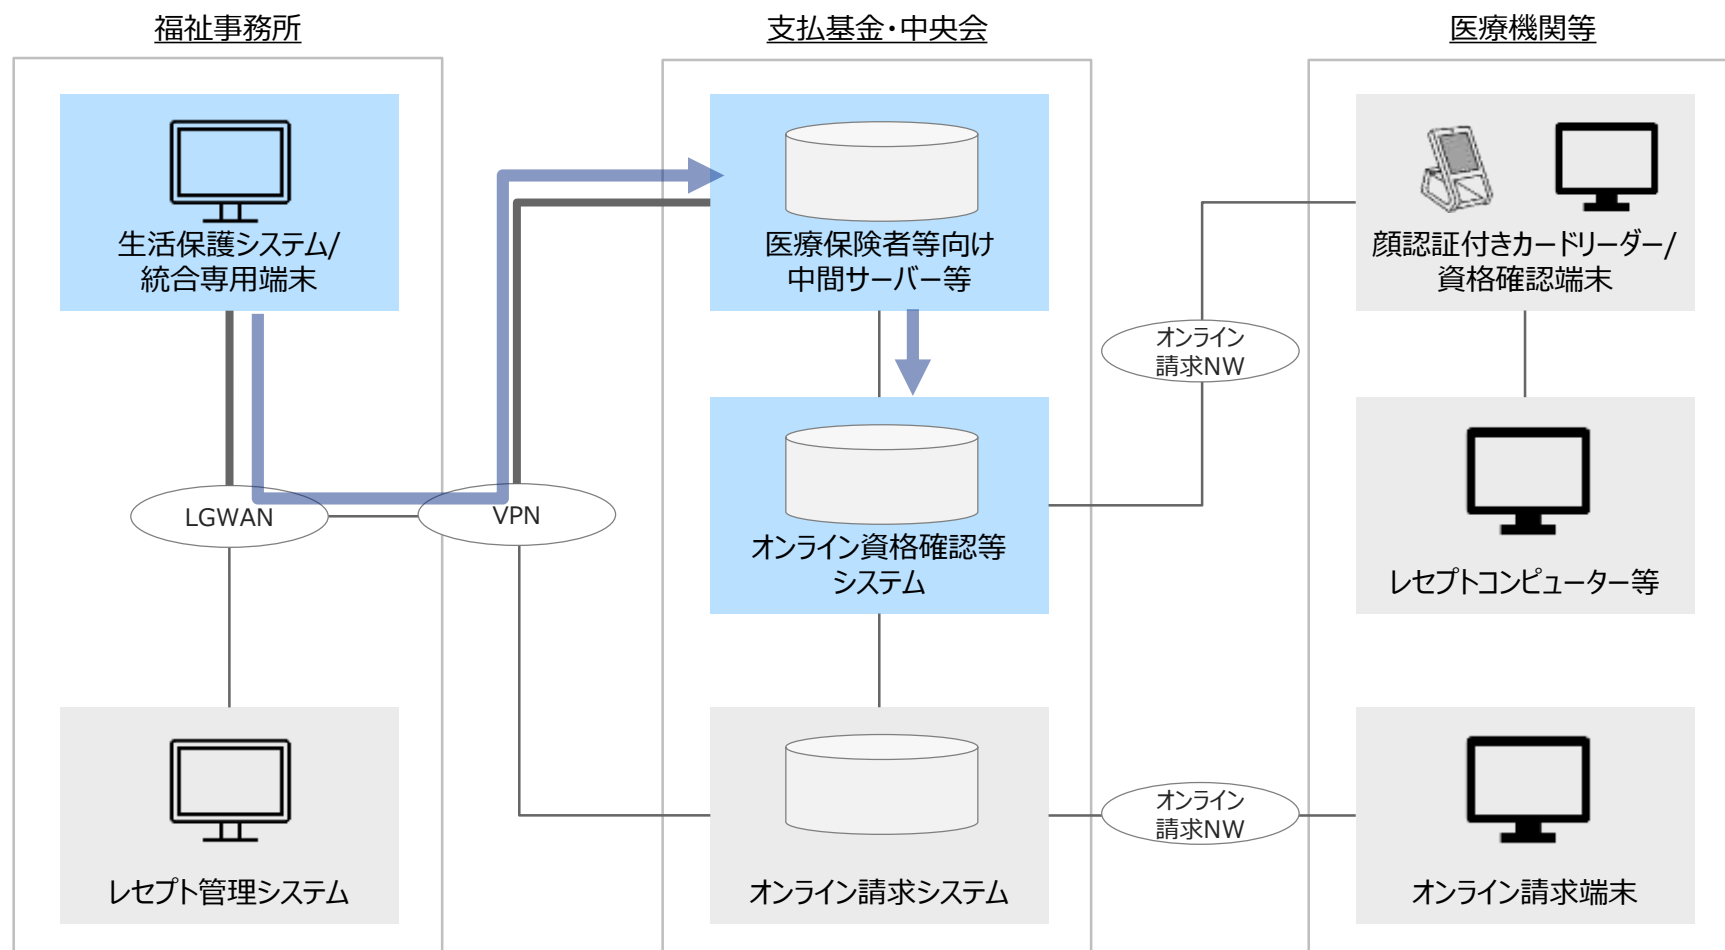 福祉事務所
支払基金・中央会
医療機関等
生活保護システム/
統合専用端末
医療保険者等向け
中間サーバー等
顔認証付きカードリーダー/
資格確認端末
オンライン
請求NW
LGWAN
VPN
オンライン資格確認等
システム
レセプトコンピューター等
オンライン
請求NW
レセプト管理システム
オンライン請求システム
オンライン請求端末